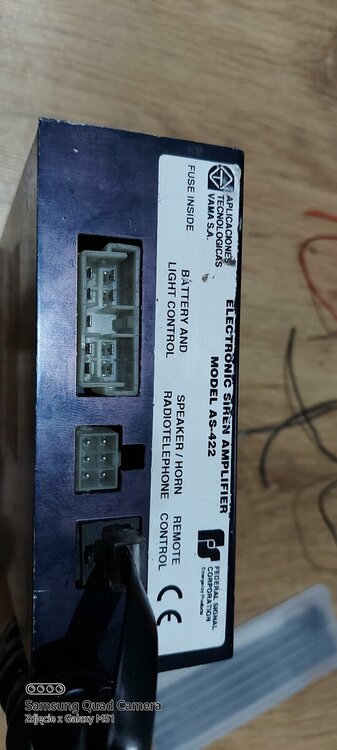 APLICACIONES
TECNOLOGICAS
VAMA S.A.
ELECTRONIC SIREN AMPLIFIER
MODEL AS-422
FEDERAL SIGNAL
CORPORATION
Emergency Products
FUSE INSIDE
BATTERY AND
LIGHT CONTROL
SPEAKER / HORN
RADIOTELEPHONE
REMOTE
CONTROL
CE
Samsung Quad Camera
Zdjęcie z Galaxy M51